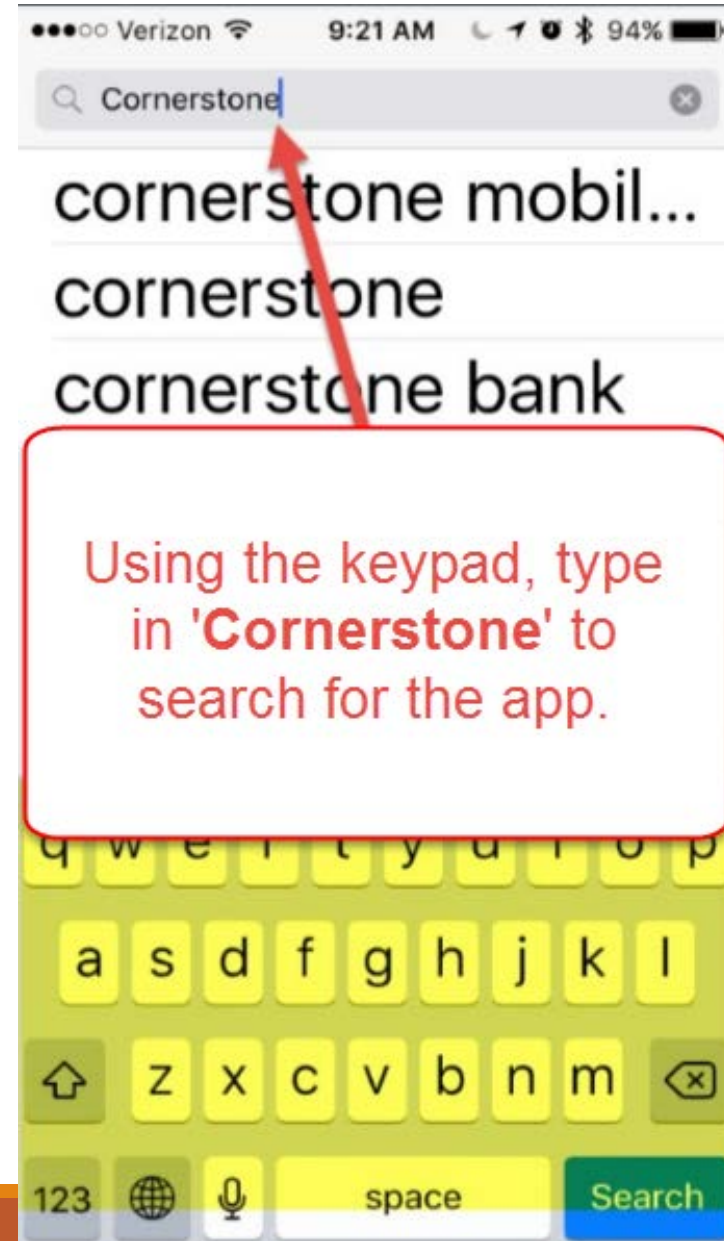 Verizon 9:21 AM 94%
Cornerstone
cornerstone mobil...
cornerstone
cornerstone bank
Using the keypad, type
in 'Cornerstone' to
search for the app.
q w e r t y u i o p
a s d f g h j k l
z x c v b n m
123 space Search